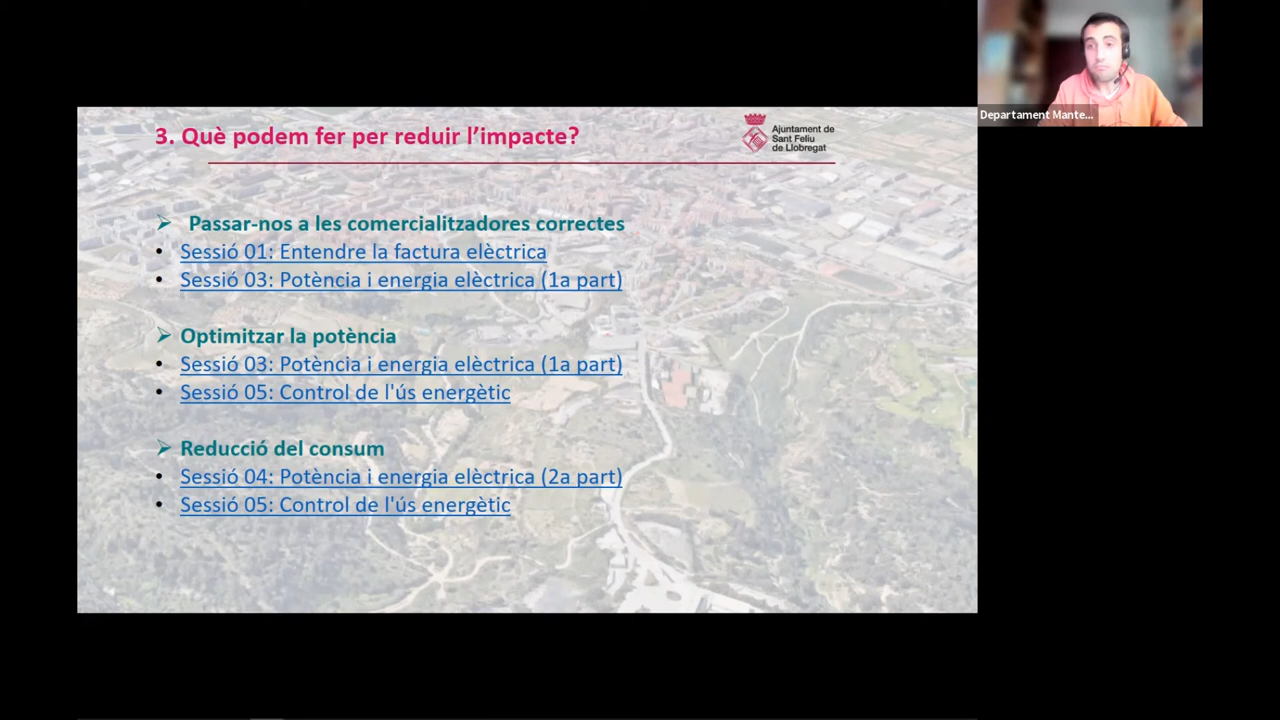 3. Què podem fer per reduir l’impacte?
Ajuntament de
Sant Feliu
de Llobregat
Departament Mante...
Passar-nos a les comercialitzadores correctes
Sessió 01: Entendre la factura elèctrica
Sessió 03: Potència i energia elèctrica (1a part)
Optimitzar la potència
Sessió 03: Potència i energia elèctrica (1a part)
Sessió 05: Control de l'ús energètic
Reducció del consum
Sessió 04: Potència i energia elèctrica (2a part)
Sessió 05: Control de l'ús energètic